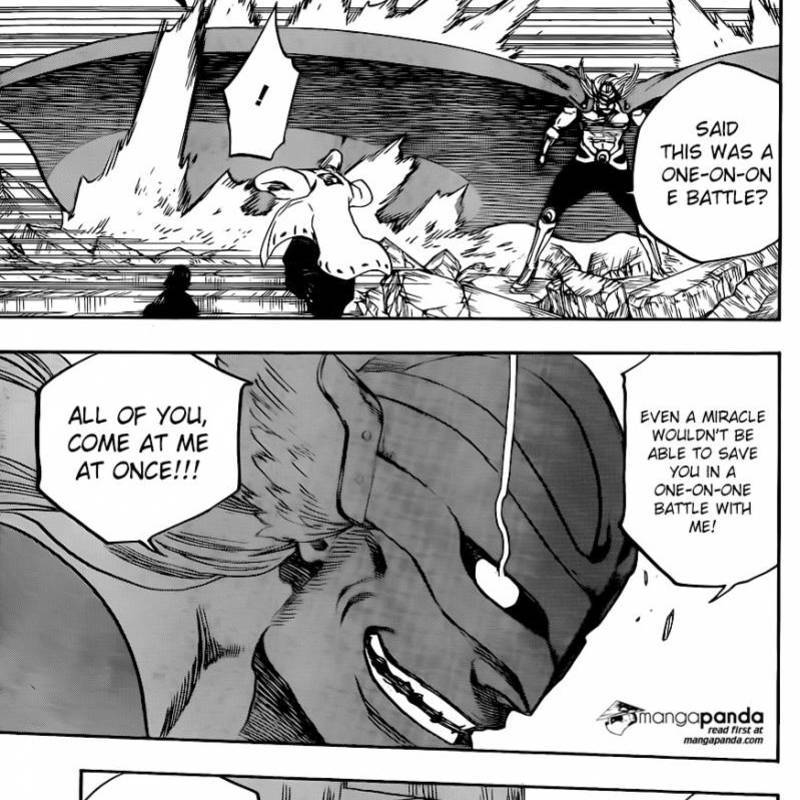 SAID
THIS WAS A
ONE-ON-ON
E BATTLE?
!
EVEN A MIRACLE
WOULDN'T BE
ABLE TO SAVE
YOU IN A
ONE-ON-ONE
BATTLE WITH
ME!
ALL OF YOU,
COME AT ME
AT ONCE!!!
mangapanda
read first at
mangapanda.com